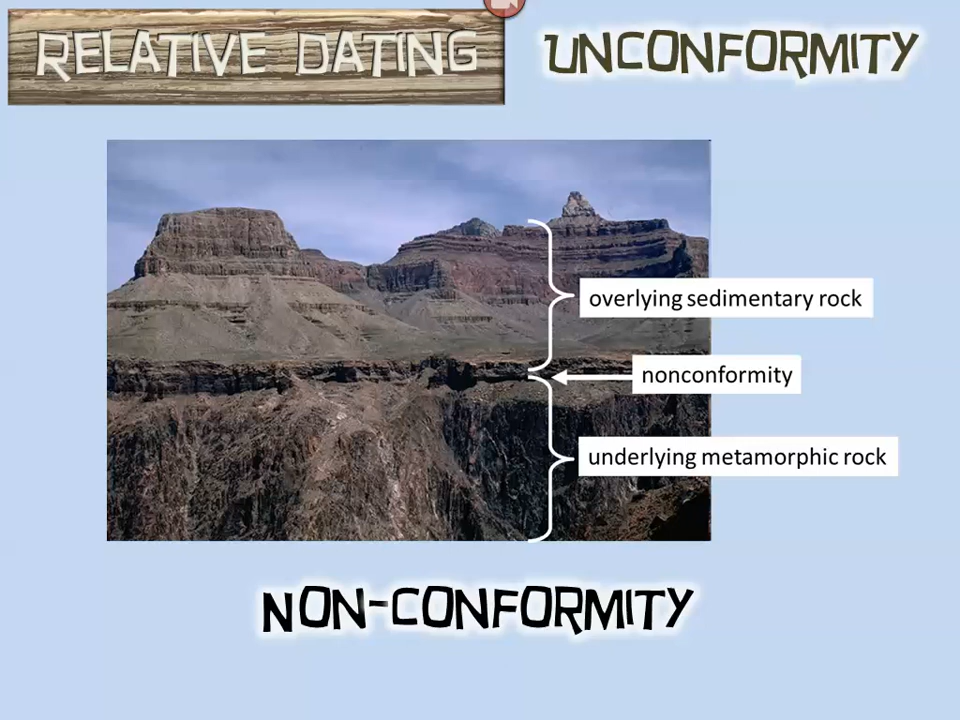 RELATIVE DATING
UNCONFORMITY
overlying sedimentary rock
nonconformity
underlying metamorphic rock
NON-CONFORMITY